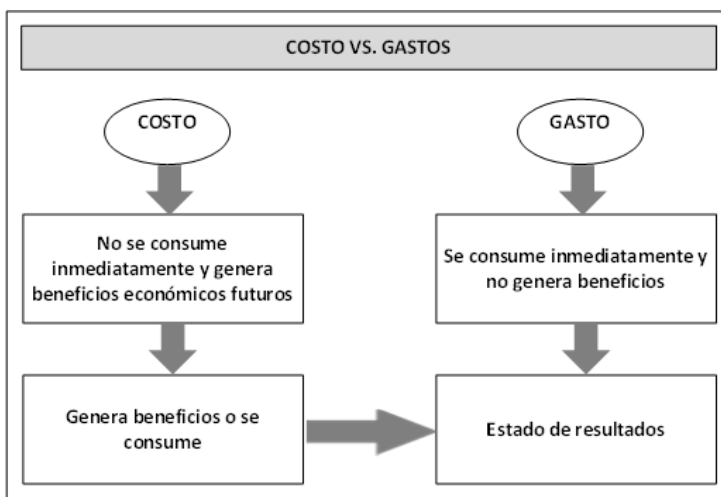 COSTO VS. GASTOS
COSTO
GASTO
No se consume
inmediatamente y genera
beneficios económicos futuros
Se consume inmediatamente y
no genera beneficios
Genera beneficios o se
consume
Estado de resultados